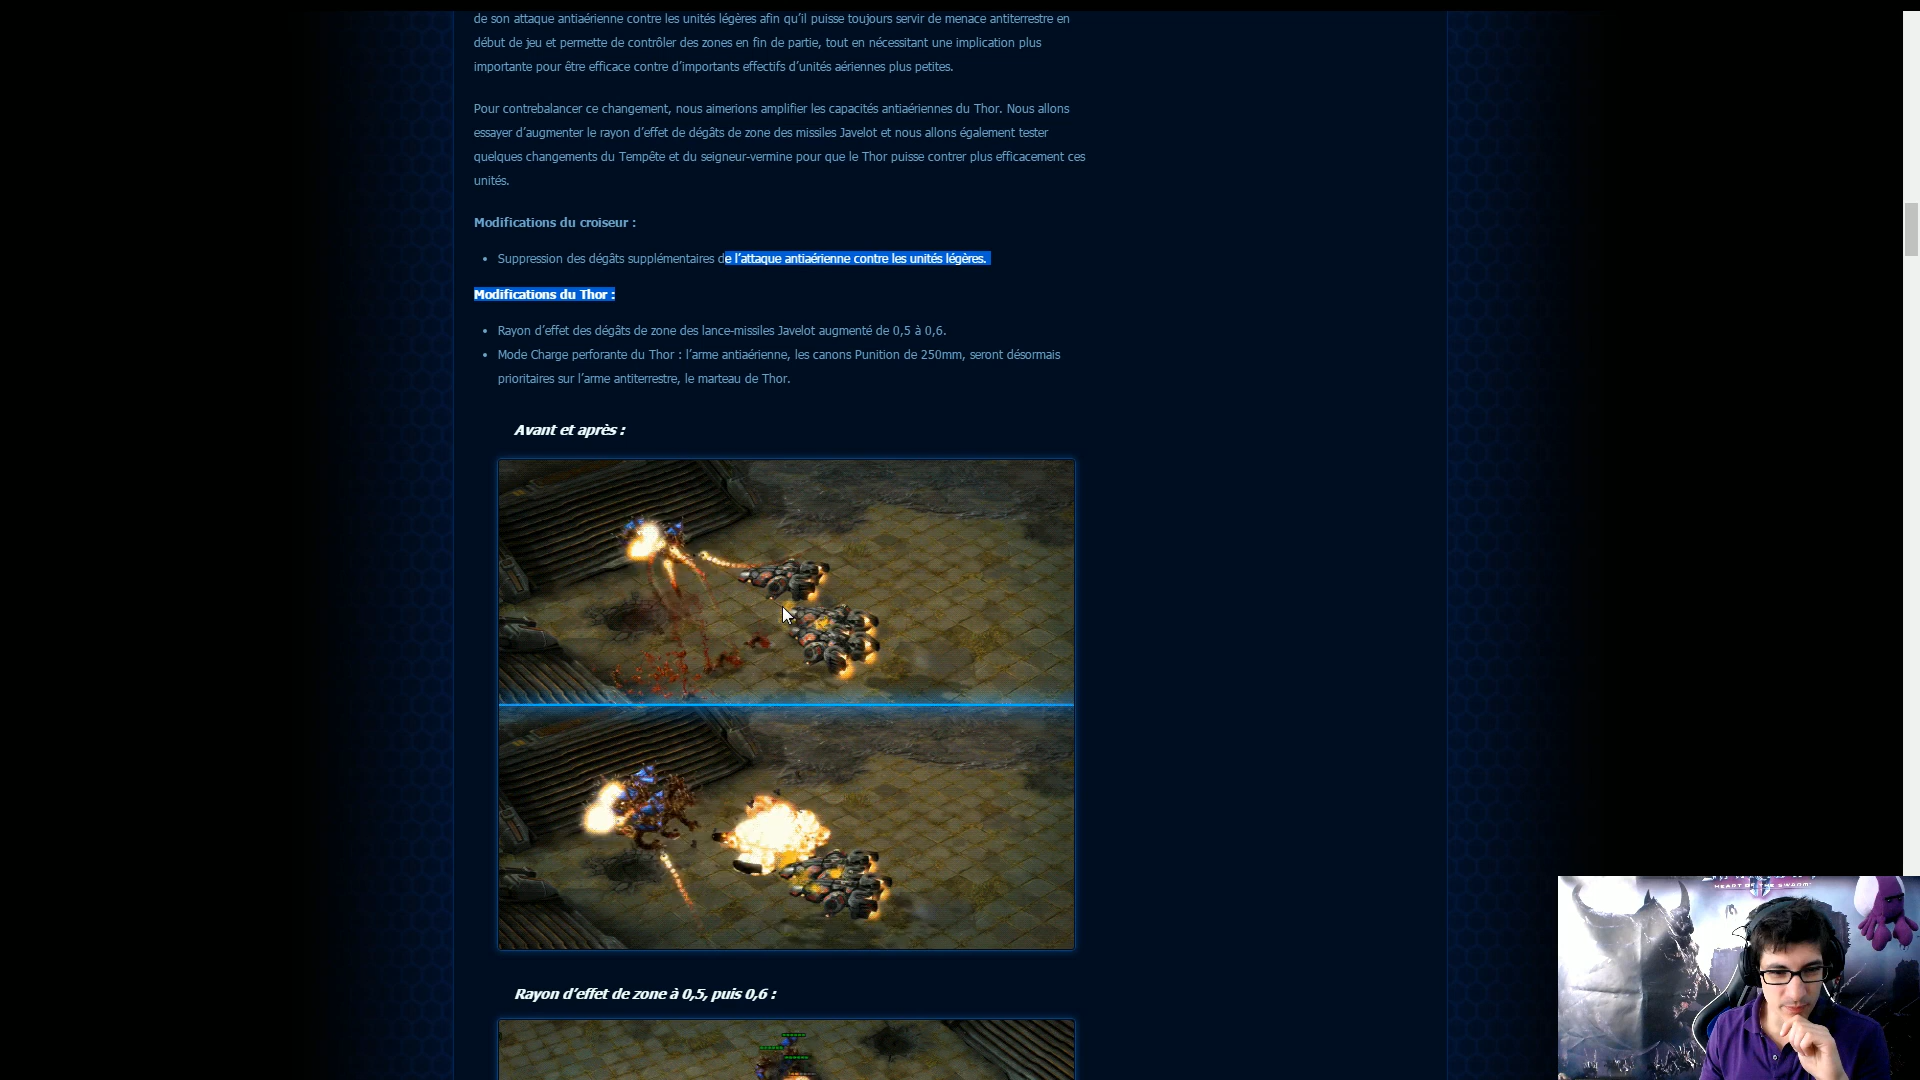 de son attaque antiaérienne contre les unités légères afin qu’il puisse toujours servir de menace antiterrestre en
début de jeu et permette de contrôler des zones en fin de partie, tout en nécessitant une implication plus
importante pour être efficace contre d’importants effectifs d’unités aériennes plus petites.
Pour contrebalancer ce changement, nous aimerions amplifier les capacités antiaériennes du Thor. Nous allons
essayer d’augmenter le rayon d’effet de dégâts de zone des missiles Javelot et nous allons également tester
quelques changements du Tempête et du seigneur-vermine pour que le Thor puisse contrer plus efficacement ces
unités.
Modifications du croiseur :
• Suppression des dégâts supplémentaires de l’attaque antiaérienne contre les unités légères.
Modifications du Thor :
• Rayon d’effet des dégâts de zone des lance-missiles Javelot augmenté de 0,5 à 0,6.
• Mode Charge perforante du Thor : l’arme antiaérienne, les canons Punition de 250mm, seront désormais
prioritaires sur l’arme antiterrestre, le marteau de Thor.
Avant et après :
Rayon d’effet de zone à 0,5, puis 0,6 :
HEART OF THE SWARM